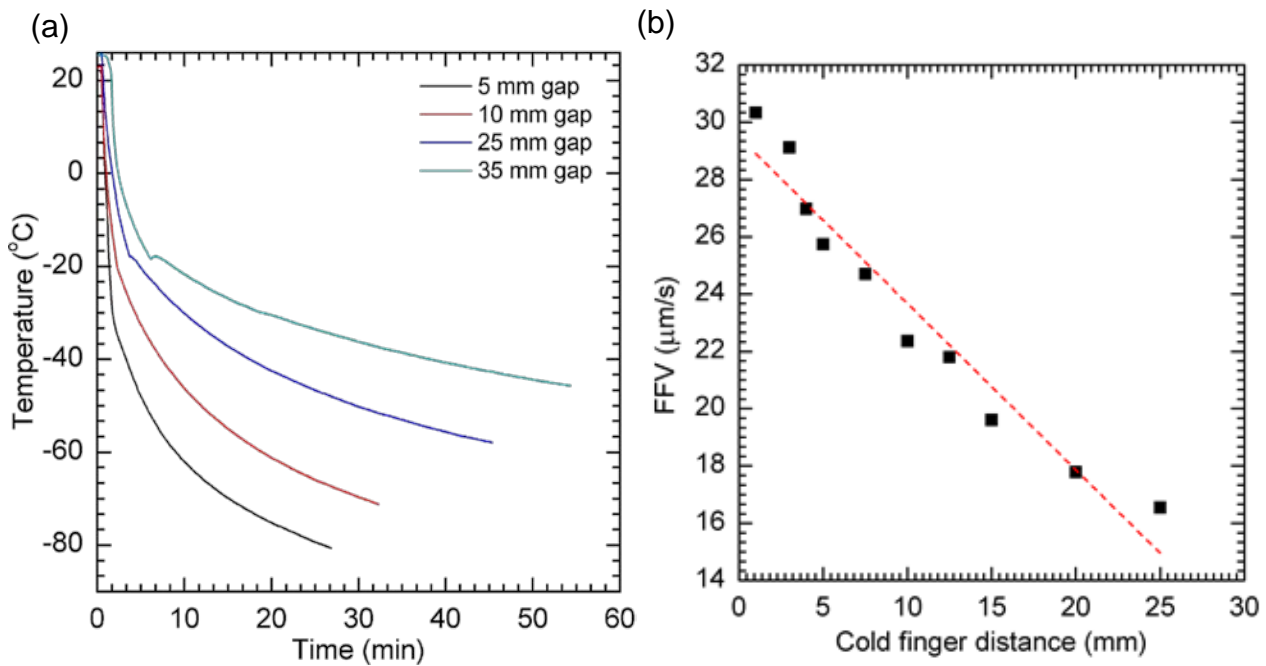 (a)
20
0
-20
-40
-60
-80
Temperature (°C)
0 10 20 30 40 50 60
Time (min)
5 mm gap
10 mm gap
25 mm gap
35 mm gap
(b)
32
30
28
26
24
22
20
18
16
14
FFV (µm/s)
0 5 10 15 20 25 30
Cold finger distance (mm)